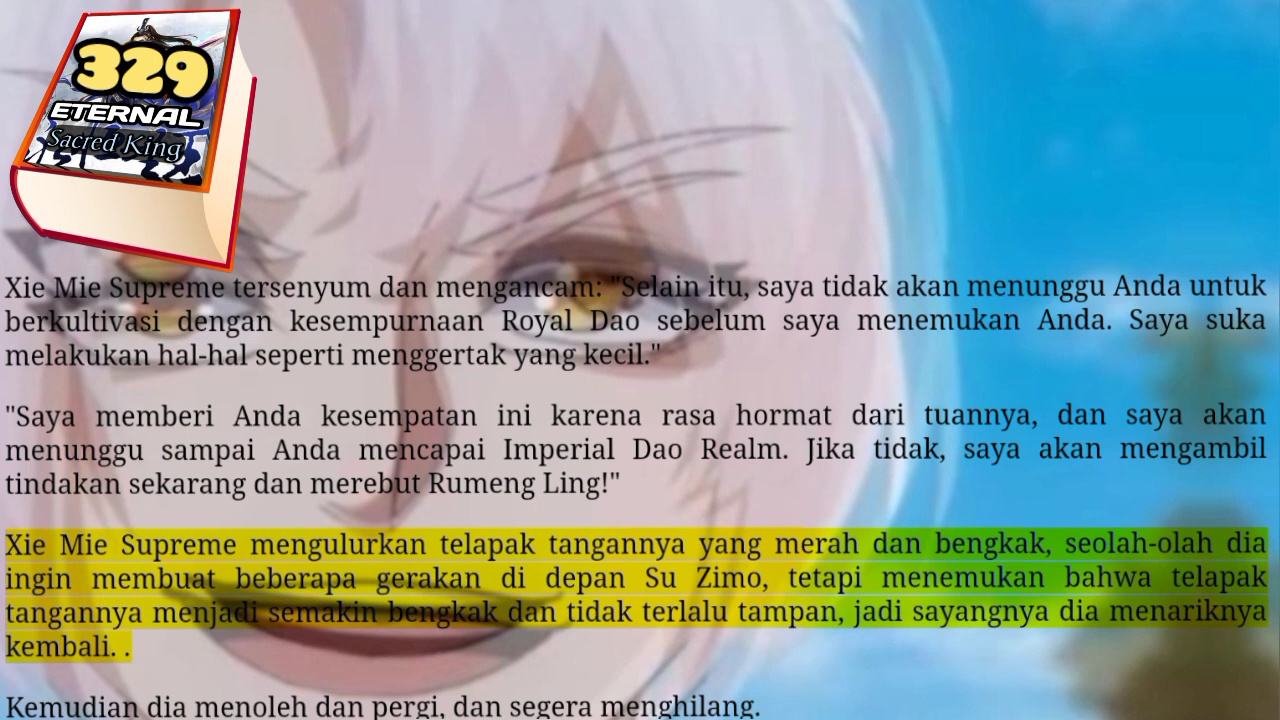 329
ETERNAL
Sacred King
Xie Mie Supreme tersenyum dan mengancam: "Selain itu, saya tidak akan menunggu Anda untuk
berkultivasi dengan kesempurnaan Royal Dao sebelum saya menemukan Anda. Saya suka
melakukan hal-hal seperti menggertak yang kecil."
"Saya memberi Anda kesempatan ini karena rasa hormat dari tuannya, dan saya akan
menunggu sampai Anda mencapai Imperial Dao Realm. Jika tidak, saya akan mengambil
tindakan sekarang dan merebut Rumeng Ling!"
Xie Mie Supreme mengulurkan telapak tangannya yang merah dan bengkak, seolah-olah dia
ingin membuat beberapa gerakan di depan Su Zimo, tetapi menemukan bahwa telapak
tangannya menjadi semakin bengkak dan tidak terlalu tampan, jadi sayangnya dia menariknya
kembali. .
Kemudian dia menoleh dan pergi, dan segera menghilang.